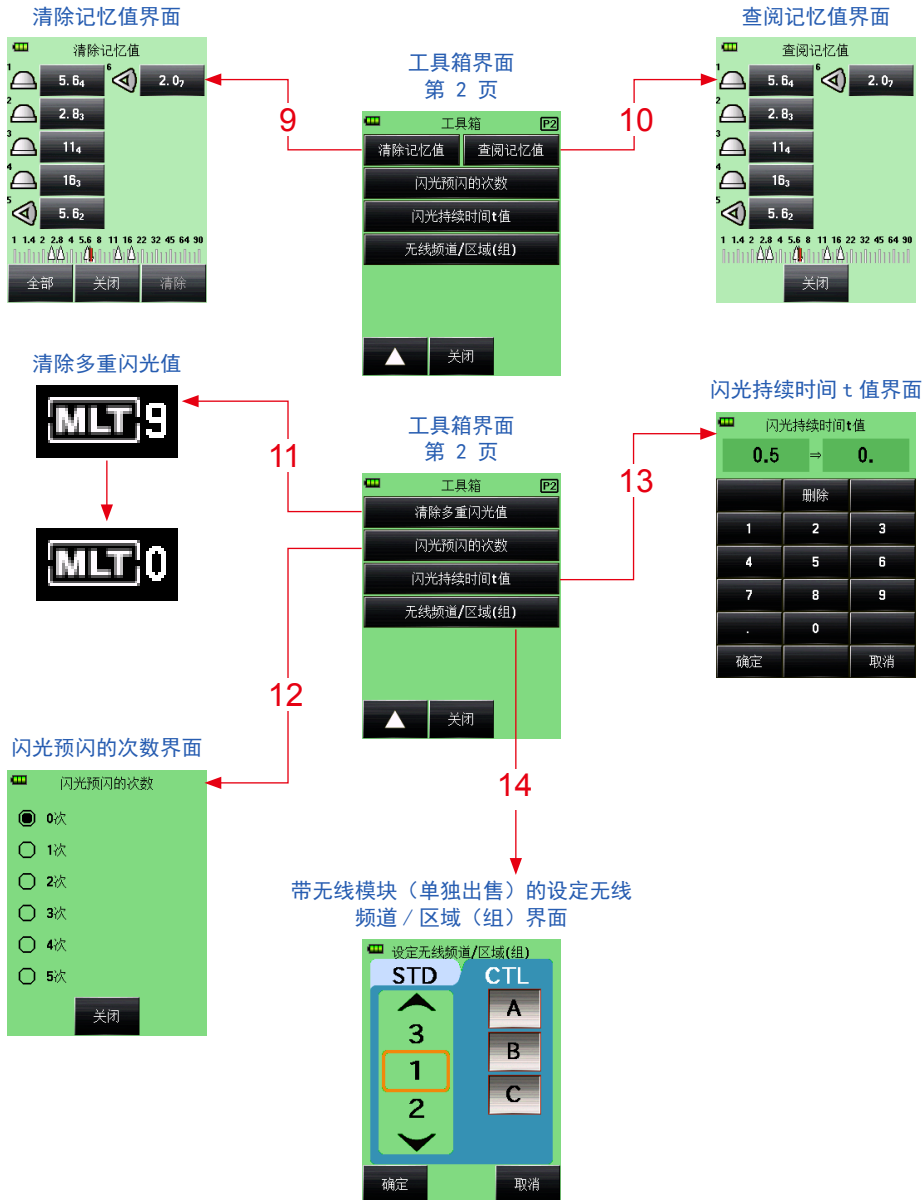 清除记忆值界面
清除记忆值
1 5.6₄ 6 2.0₇
2 2.8₃
3 11₄
4 16₃
5 5.6₂
1 1.4 2 2.8 4 5.6 8 11 16 22 32 45 64 90
全部 关闭 清除
9
工具箱界面
第 2 页
工具箱 P2
清除记忆值 查阅记忆值
闪光预闪的次数
闪光持续时间t值
无线频道/区域(组)
关闭
10
查阅记忆值界面
查阅记忆值
1 5.6₄ 6 2.0₇
2 2.8₃
3 11₄
4 16₃
5 5.6₂
1 1.4 2 2.8 4 5.6 8 11 16 22 32 45 64 90
关闭
清除多重闪光值
MLT 9
MLT 0
11
工具箱界面
第 2 页
工具箱 P2
清除多重闪光值
闪光预闪的次数
闪光持续时间t值
无线频道/区域(组)
关闭
13
闪光持续时间 t 值界面
闪光持续时间t值
0.5 ⇒ 0.
删除
1 2 3
4 5 6
7 8 9
. 0
确定 取消
12
闪光预闪的次数界面
闪光预闪的次数
0次
1次
2次
3次
4次
5次
关闭
14
带无线模块（单独出售）的设定无线
频道 / 区域（组）界面
设定无线频道/区域(组)
STD CTL
3
1
2
A
B
C
确定 取消